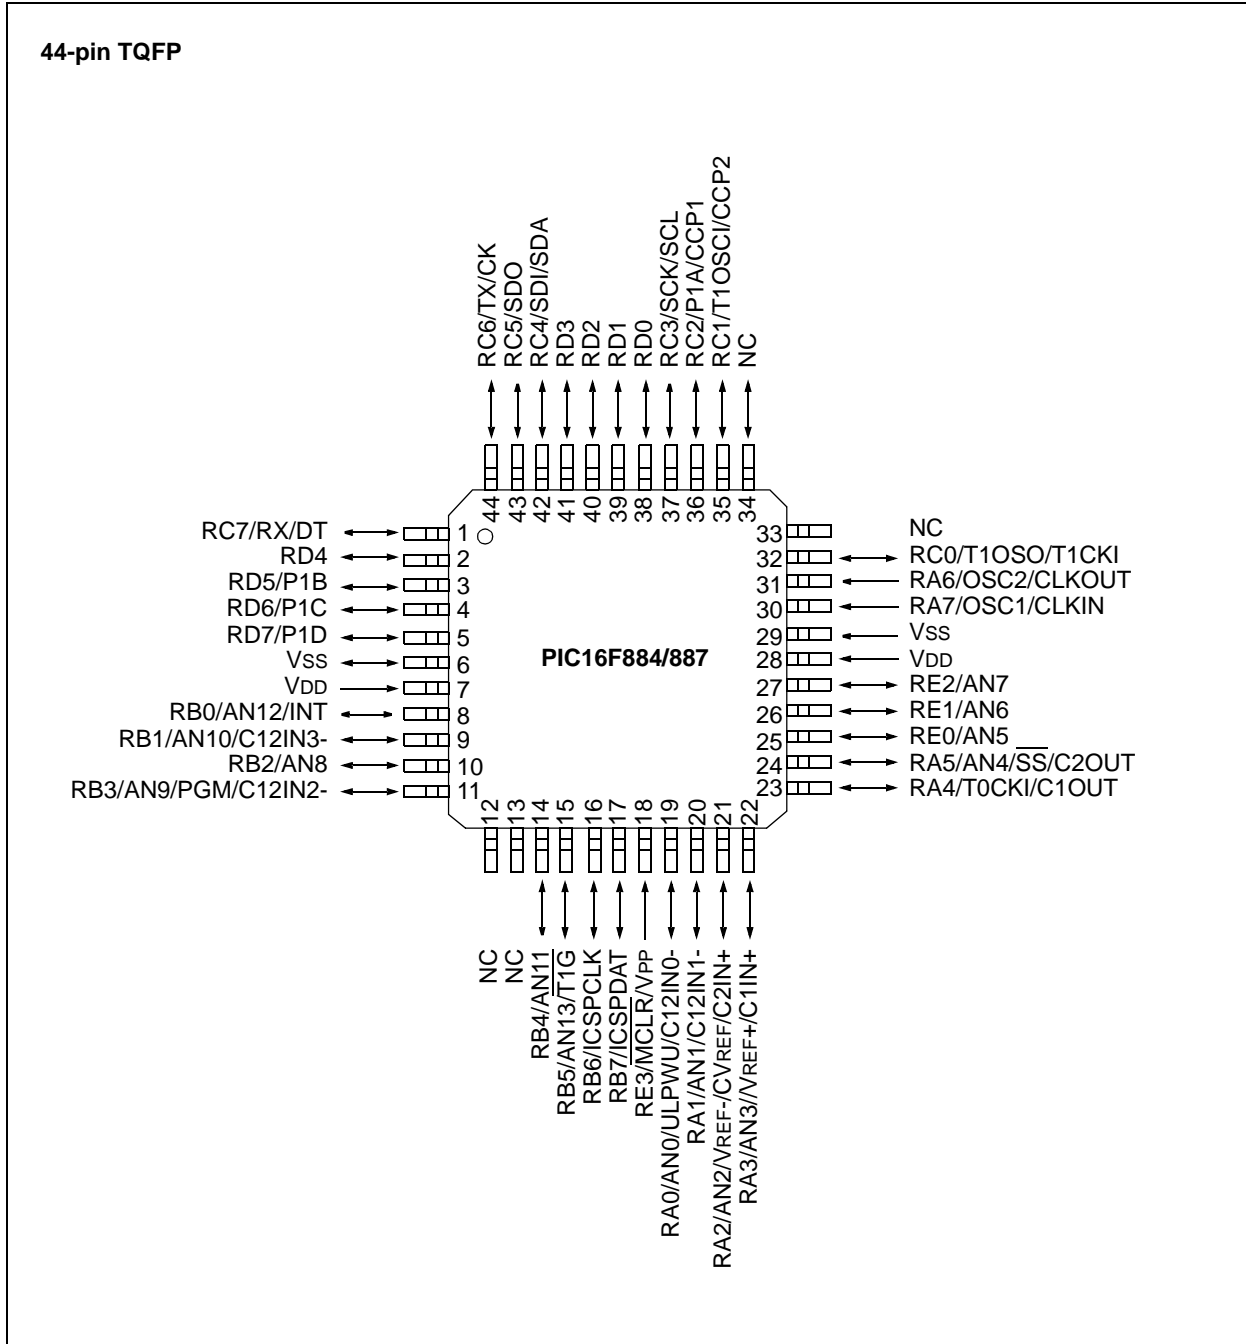 44-pin TQFP
RC6/TX/CK
RC5/SDO
RC4/SDI/SDA
RD3
RD2
RD1
RD0
RC3/SCK/SCL
RC2/P1A/CCP1
RC1/T1OSCI/CCP2
NC
44
43
42
41
40
39
38
37
36
35
34
RC7/RX/DT 1
RD4 2
RD5/P1B 3
RD6/P1C 4
RD7/P1D 5
VSS 6
VDD 7
RB0/AN12/INT 8
RB1/AN10/C12IN3- 9
RB2/AN8 10
RB3/AN9/PGM/C12IN2- 11
PIC16F884/887
33 NC
32 RC0/T1OSO/T1CKI
31 RA6/OSC2/CLKOUT
30 RA7/OSC1/CLKIN
29 VSS
28 VDD
27 RE2/AN7
26 RE1/AN6
25 RE0/AN5
24 RA5/AN4/SS/C2OUT
23 RA4/T0CKI/C1OUT
12
13
14
15
16
17
18
19
20
21
22
NC
NC
RB4/AN11
RB5/AN13/T1G
RB6/ICSPCLK
RB7/ICSPDAT
RE3/MCLR/VPP
RA0/AN0/ULPWU/C12IN0-
RA1/AN1/C12IN1-
RA2/AN2/VREF-/CVREF/C2IN+
RA3/AN3//VREF+/C1IN+